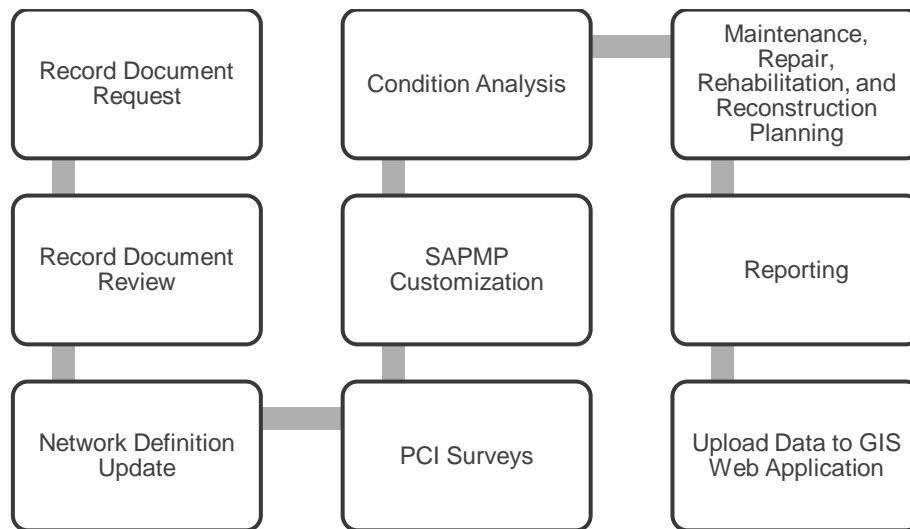 Record Document
Request
Record Document
Review
Network Definition
Update
PCI Surveys
SAPMP
Customization
Condition Analysis
Maintenance,
Repair,
Rehabilitation, and
Reconstruction
Planning
Reporting
Upload Data to GIS
Web Application